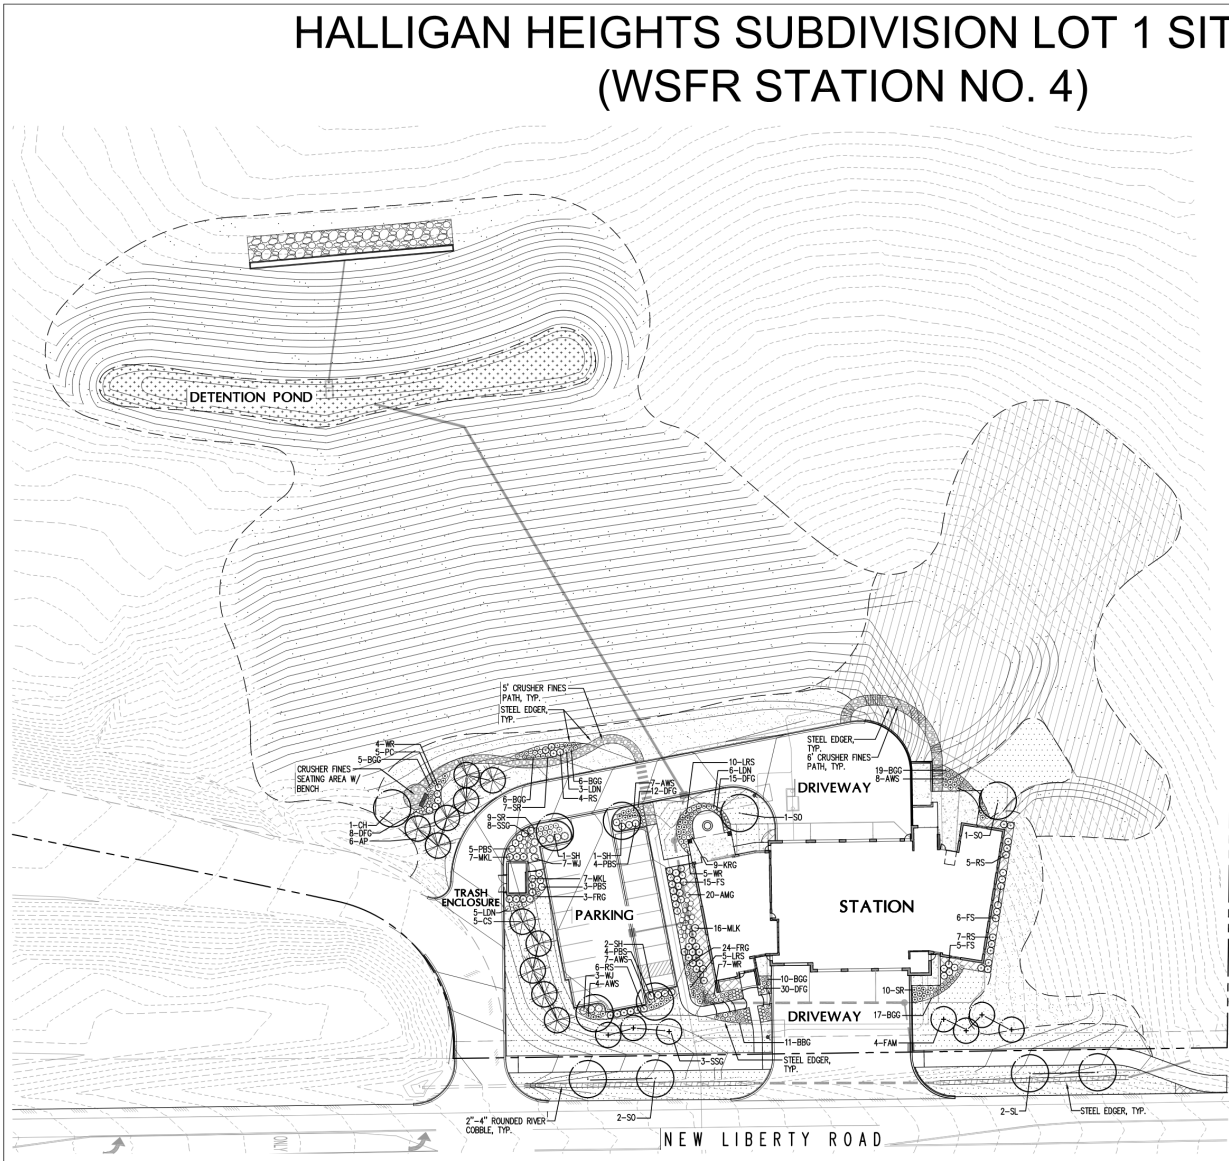 HALLIGAN HEIGHTS SUBDIVISION LOT 1 SIT
(WSFR STATION NO. 4)
DETENTION POND
5' CRUSHER FINES
PATH, TYP.
STEEL EDGER,
TYP.
4-WR
5-PC
5-BGG
CRUSHER FINES
SEATING AREA W/
BENCH
1-CH
8-DFG
6-AP
6-BGG
3-LDN
4-RS
6-BGG
7-SR
9-SR
8-SSG
5-PBS
7-MKL
1-SH
7-WJ
7-MKL
3-PBS
3-FRG
TRASH
ENCLOSURE
5-LDN
5-CS
PARKING
7-AWS
12-DFG
1-SH
4-PBS
10-LRS
6-LDN
15-DFG
1-SO
STEEL EDGER,
TYP.
6' CRUSHER FINES
PATH, TYP.
DRIVEWAY
19-BGG
8-AWS
1-SO
5-RS
9-KRG
5-WR
15-FS
20-AMG
16-MLK
24-FRG
5-LRS
7-WR
STATION
6-FS
7-RS
5-FS
2-SH
4-PBS
7-AWS
6-RS
3-WJ
4-AWS
10-BGG
30-DFG
10-SR
17-BGG
DRIVEWAY
11-BBG
4-FAM
3-SSG
STEEL EDGER,
TYP.
2"-4" ROUNDED RIVER
COBBLE, TYP.
2-SO
2-SL
STEEL EDGER, TYP.
ONLY
NEW LIBERTY ROAD